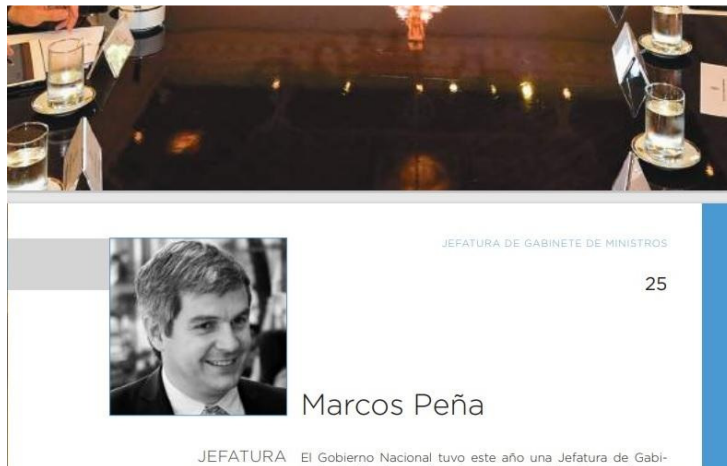 JEFATURA DE GABINETE DE MINISTROS
25
Marcos Peña
JEFATURA El Gobierno Nacional tuvo este año una Jefatura de Gabi-